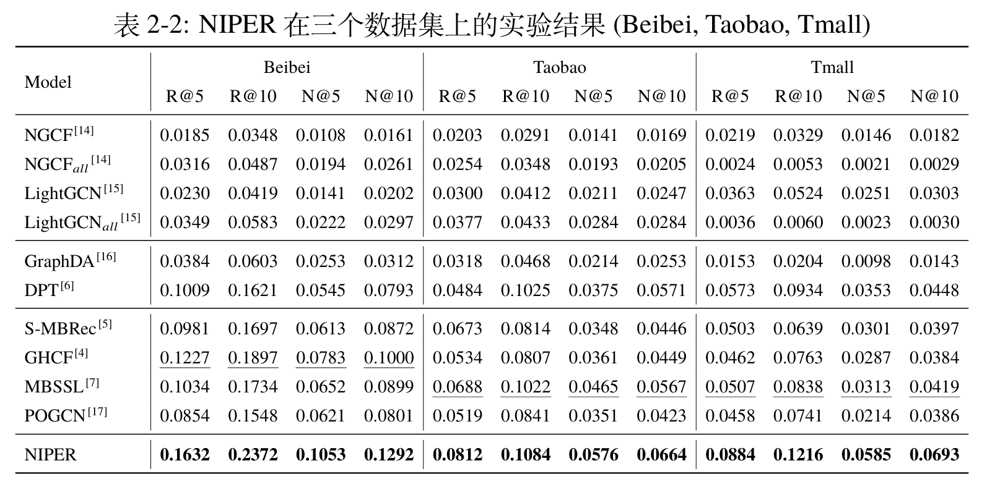 表 2-2: NIPER 在三个数据集上的实验结果 (Beibei, Taobao, Tmall)
Model Beibei Taobao Tmall
R@5 R@10 N@5 N@10 R@5 R@10 N@5 N@10 R@5 R@10 N@5 N@10
NGCF[14] 0.0185 0.0348 0.0108 0.0161 0.0203 0.0291 0.0141 0.0169 0.0219 0.0329 0.0146 0.0182
NGCFall[14] 0.0316 0.0487 0.0194 0.0261 0.0254 0.0348 0.0193 0.0205 0.0024 0.0053 0.0021 0.0029
LightGCN[15] 0.0230 0.0419 0.0141 0.0202 0.0300 0.0412 0.0211 0.0247 0.0363 0.0524 0.0251 0.0303
LightGCNall[15] 0.0349 0.0583 0.0222 0.0297 0.0377 0.0433 0.0284 0.0284 0.0036 0.0060 0.0023 0.0030
GraphDA[16] 0.0384 0.0603 0.0253 0.0312 0.0318 0.0468 0.0214 0.0253 0.0153 0.0204 0.0098 0.0143
DPT[6] 0.1009 0.1621 0.0545 0.0793 0.0484 0.1025 0.0375 0.0571 0.0573 0.0934 0.0353 0.0448
S-MBRec[5] 0.0981 0.1697 0.0613 0.0872 0.0673 0.0814 0.0348 0.0446 0.0503 0.0639 0.0301 0.0397
GHCF[4] 0.1227 0.1897 0.0783 0.1000 0.0534 0.0807 0.0361 0.0449 0.0462 0.0763 0.0287 0.0384
MBSSL[7] 0.1034 0.1734 0.0652 0.0899 0.0688 0.1022 0.0465 0.0567 0.0507 0.0838 0.0313 0.0419
POGCN[17] 0.0854 0.1548 0.0621 0.0801 0.0519 0.0841 0.0351 0.0423 0.0458 0.0741 0.0214 0.0386
NIPER 0.1632 0.2372 0.1053 0.1292 0.0812 0.1084 0.0576 0.0664 0.0884 0.1216 0.0585 0.0693